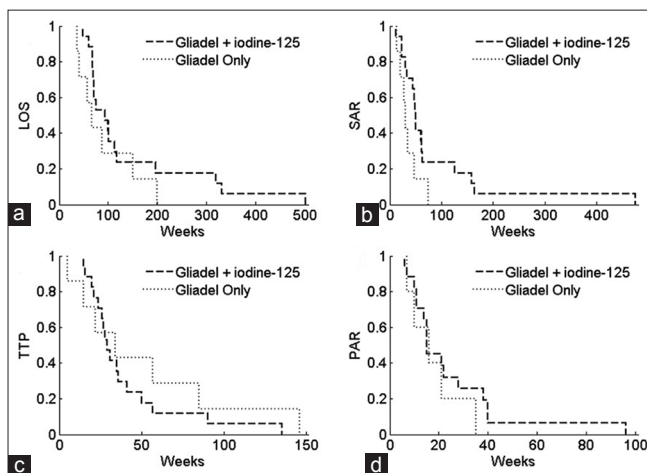 1
0.8
0.6
0.4
0.2
0
LOS
Gliadel + iodine-125
Gliadel Only
a
0 100 200 300 400 500
Weeks
1
0.8
0.6
0.4
0.2
0
SAR
Gliadel + iodine-125
Gliadel Only
b
0 100 200 300 400
Weeks
1
0.8
0.6
0.4
0.2
0
TTP
Gliadel + iodine-125
Gliadel Only
c
0 50 100 150
Weeks
1
0.8
0.6
0.4
0.2
0
PAR
Gliadel + iodine-125
Gliadel Only
d
0 20 40 60 80 100
Weeks